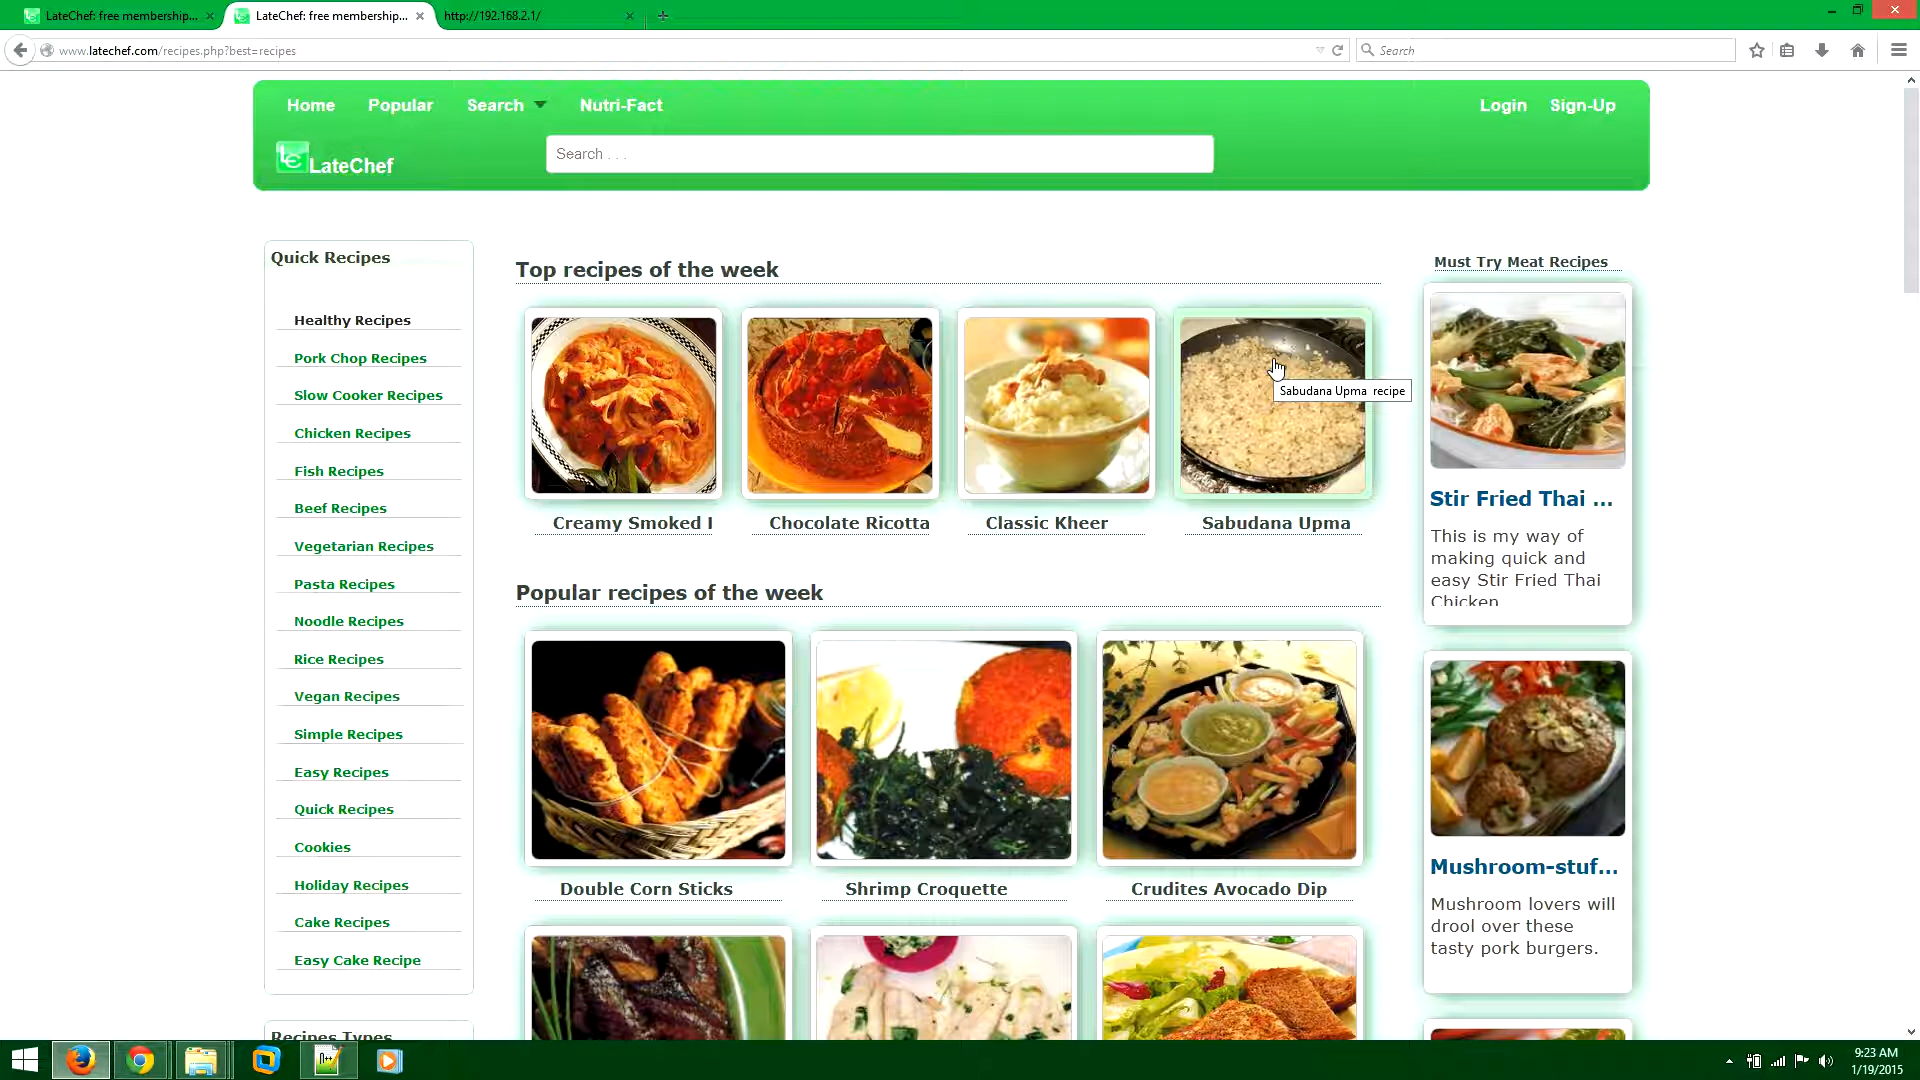 LateChef: free membership...
LateChef: free membership...
http://192.168.2.1/
www.latechef.com/recipes.php?best=recipes
Search
Home
Popular
Search
Nutri-Fact
Login
Sign-Up
LateChef
Search . . .
Quick Recipes
Healthy Recipes
Pork Chop Recipes
Slow Cooker Recipes
Chicken Recipes
Fish Recipes
Beef Recipes
Vegetarian Recipes
Pasta Recipes
Noodle Recipes
Rice Recipes
Vegan Recipes
Simple Recipes
Easy Recipes
Quick Recipes
Cookies
Holiday Recipes
Cake Recipes
Easy Cake Recipe
Recipes Types
Top recipes of the week
Sabudana Upma recipe
Creamy Smoked
Chocolate Ricotta
Classic Kheer
Sabudana Upma
Popular recipes of the week
Double Corn Sticks
Shrimp Croquette
Crudites Avocado Dip
Must Try Meat Recipes
Stir Fried Thai ...
This is my way of
making quick and
easy Stir Fried Thai
Chicken
Mushroom-stuf...
Mushroom lovers will
drool over these
tasty pork burgers.
9:23 AM
1/19/2015